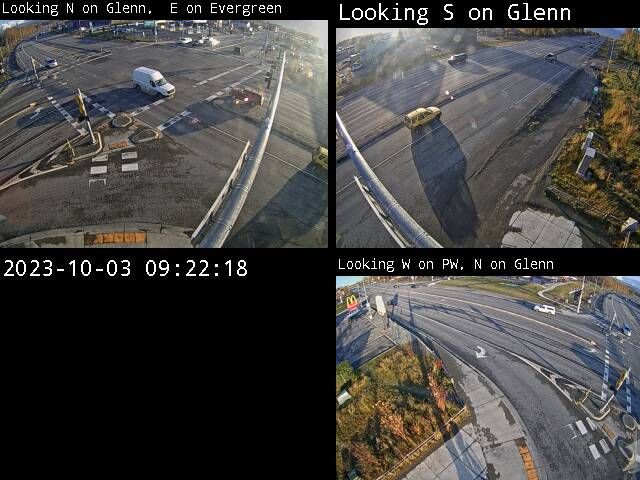 Looking N on Glenn,  E on Evergreen
Looking S on Glenn
2023-10-03 09:22:18
Looking W on PW, N on Glenn